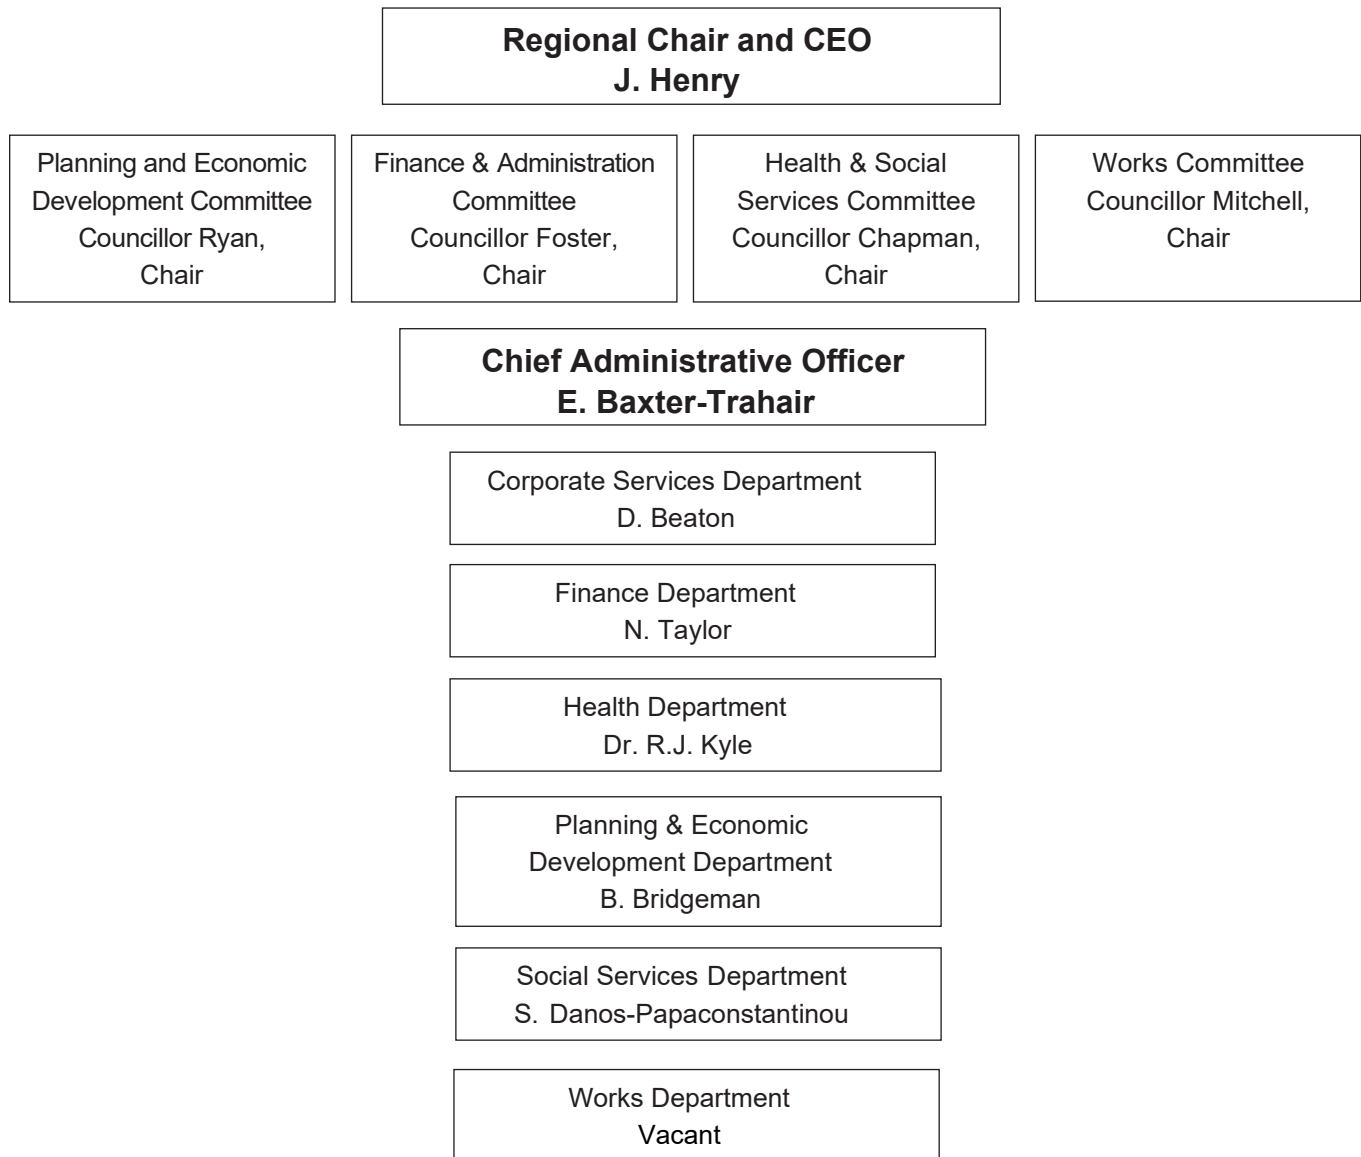 Regional Chair and CEO
J. Henry
Planning and Economic
Development Committee
Councillor Ryan,
Chair
Finance & Administration
Committee
Councillor Foster,
Chair
Health & Social
Services Committee
Councillor Chapman,
Chair
Works Committee
Councillor Mitchell,
Chair
Chief Administrative Officer
E. Baxter-Trahair
Corporate Services Department
D. Beaton
Finance Department
N. Taylor
Health Department
Dr. R.J. Kyle
Planning & Economic
Development Department
B. Bridgeman
Social Services Department
S. Danos-Papaconstantinou
Works Department
Vacant